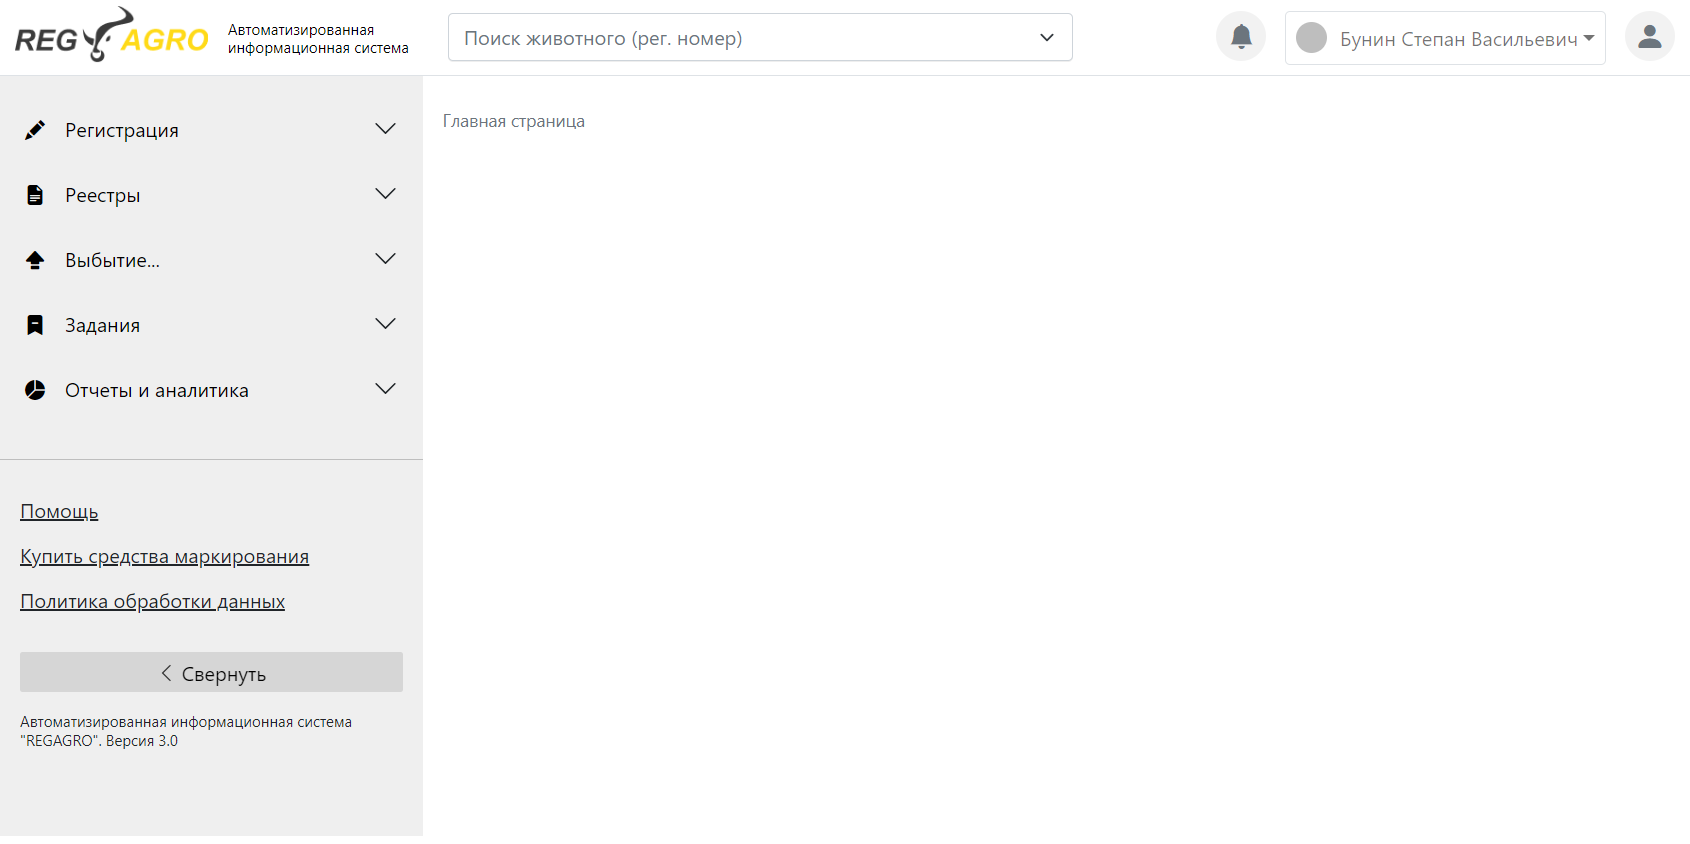 REG AGRO
Автоматизированная
информационная система
Поиск животного (рег. номер)
Бунин Степан Васильевич
Регистрация
Реестры
Выбытие...
Задания
Отчеты и аналитика
Помощь
Купить средства маркирования
Политика обработки данных
Свернуть
Автоматизированная информационная система
"REGAGRO". Версия 3.0
Главная страница